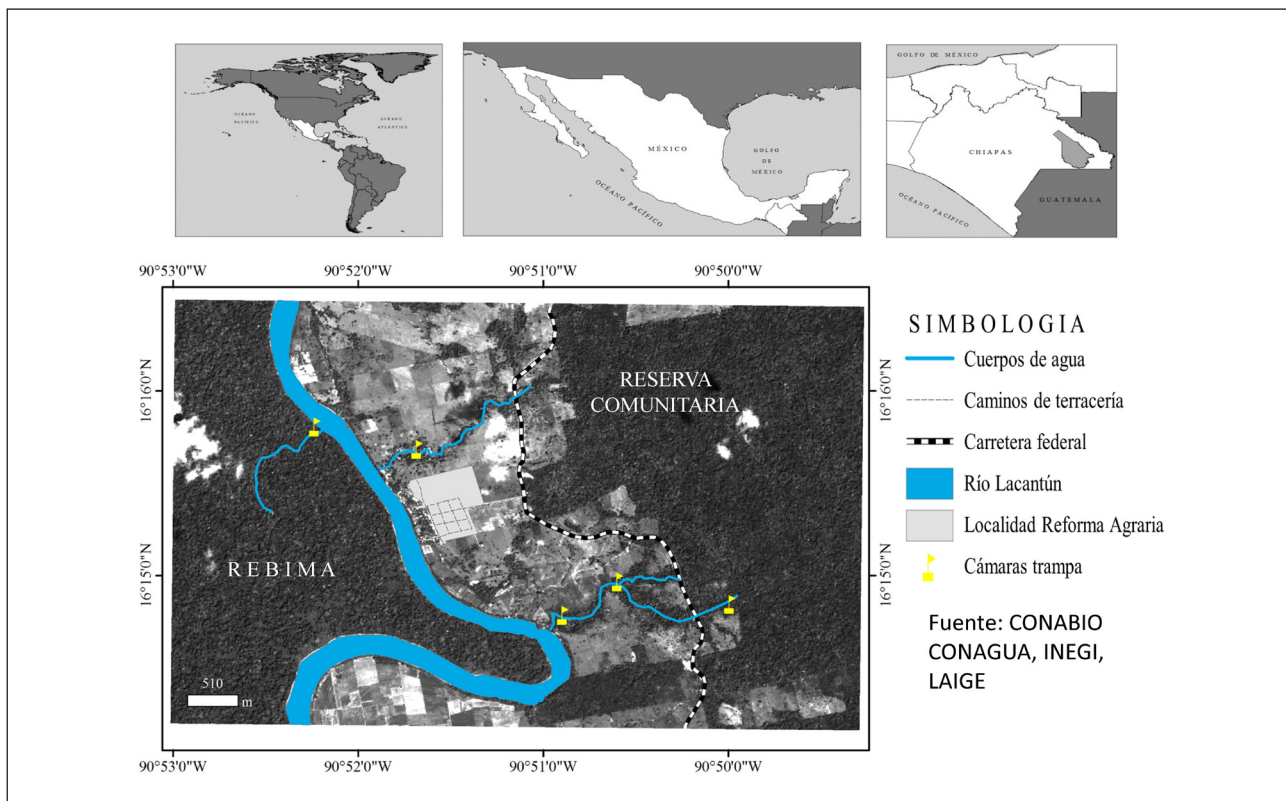 OCÉANO
PACÍFICO
OCÉANO
ATLÁNTICO
MÉXICO
GOLFO
DE
MÉXICO
OCÉANO PACÍFICO
GOLFO DE MÉXICO
CHIAPAS
GUATEMALA
OCÉANO PACÍFICO
90°53'0"W 90°52'0"W 90°51'0"W 90°50'0"W
16°16'0"N
16°15'0"N
RESERVA
COMUNITARIA
REBIMA
510
m
16°16'0"N
16°15'0"N
90°53'0"W 90°52'0"W 90°51'0"W 90°50'0"W
SIMBOLOGIA
Cuerpos de agua
Caminos de terracería
Carretera federal
Río Lacantún
Localidad Reforma Agraria
Cámaras trampa
Fuente: CONABIO
CONAGUA, INEGI,
LAIGE